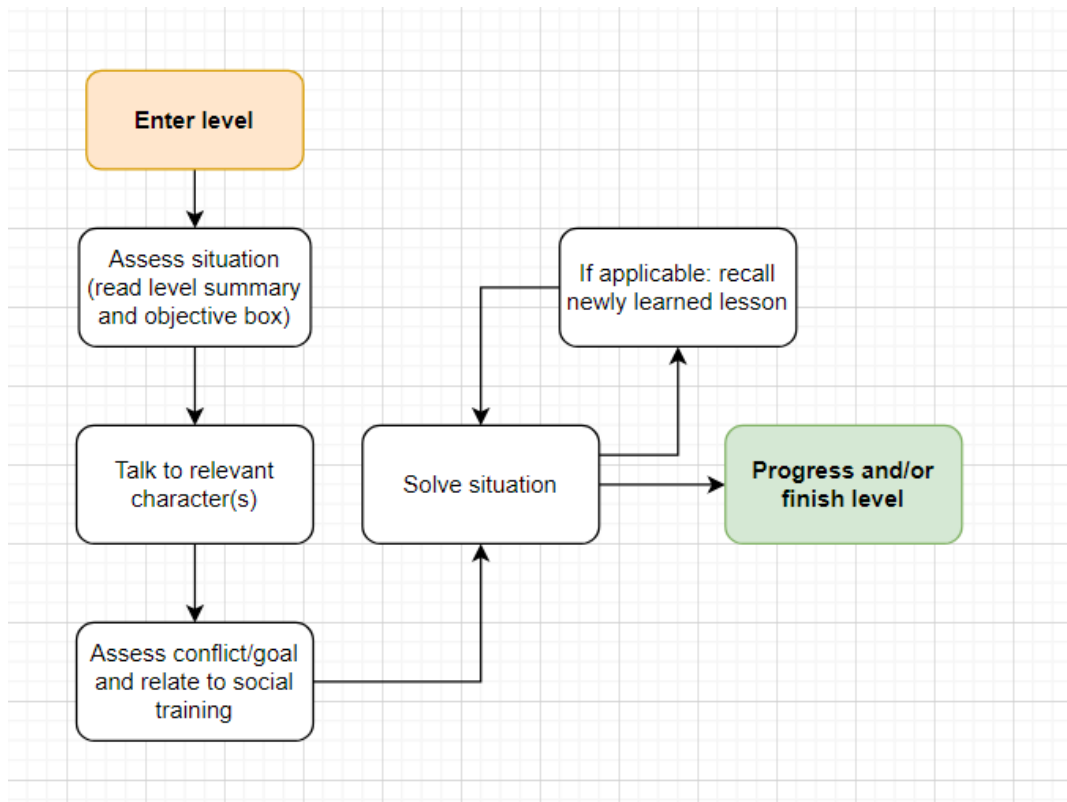 Enter level
Assess situation
(read level summary
and objective box)
Talk to relevant
character(s)
Assess conflict/goal
and relate to social
training
Solve situation
If applicable: recall
newly learned lesson
Progress and/or
finish level